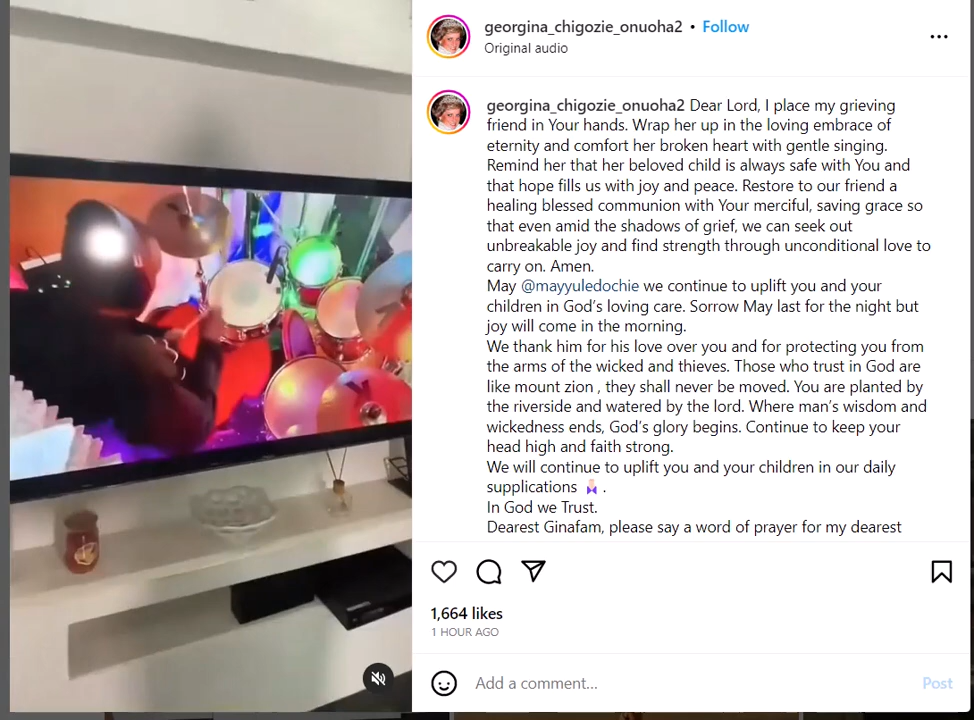 georgina_chigozie_onuoha2 • Follow
Original audio
georgina_chigozie_onuoha2 Dear Lord, I place my grieving
friend in Your hands. Wrap her up in the loving embrace of
eternity and comfort her broken heart with gentle singing.
Remind her that her beloved child is always safe with You and
that hope fills us with joy and peace. Restore to our friend a
healing blessed communion with Your merciful, saving grace so
that even amid the shadows of grief, we can seek out
unbreakable joy and find strength through unconditional love to
carry on. Amen.
May @mayyuledochie we continue to uplift you and your
children in God’s loving care. Sorrow May last for the night but
joy will come in the morning.
We thank him for his love over you and for protecting you from
the arms of the wicked and thieves. Those who trust in God are
like mount zion , they shall never be moved. You are planted by
the riverside and watered by the lord. Where man’s wisdom and
wickedness ends, God’s glory begins. Continue to keep your
head high and faith strong.
We will continue to uplift you and your children in our daily
supplications 🙏🏻 .
In God we Trust.
Dearest Ginafam, please say a word of prayer for my dearest
1,664 likes
1 HOUR AGO
Add a comment...
Post